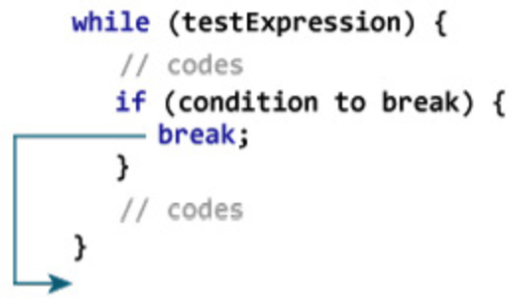 while (testExpression) {
// codes
if (condition to break) {
break;
}
// codes
}